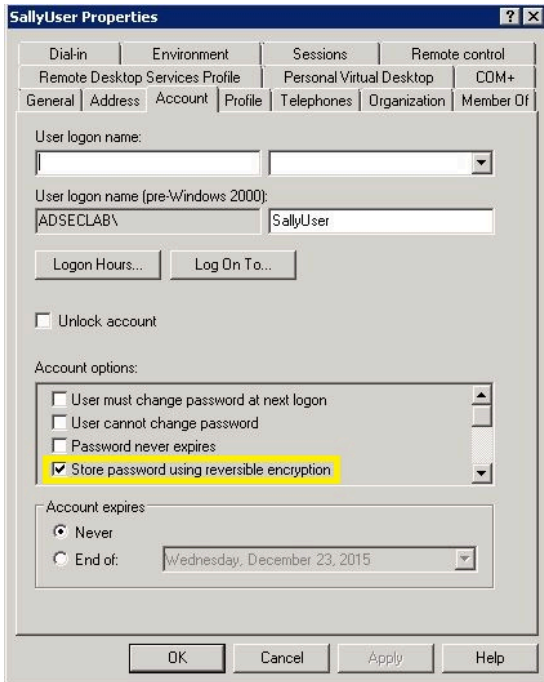 SallyUser Properties
Dial-in Environment Sessions Remote control
Remote Desktop Services Profile Personal Virtual Desktop COM+
General Address Account Profile Telephones Organization Member Of
User logon name:
User logon name (pre-Windows 2000):
ADSECLAB\ SallyUser
Logon Hours... Log On To...
Unlock account
Account options:
User must change password at next logon
User cannot change password
Password never expires
Store password using reversible encryption
Account expires
Never
End of: Wednesday, December 23, 2015
OK Cancel Apply Help